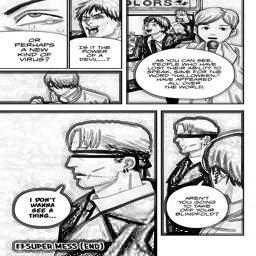 AS YOU CAN SEE,
PEOPLE WHO HAVE
LOST THEIR ABILITY TO
SPEAK, SAVE FOR THE
WORD "HALLOWEEN,"
HAVE APPEARED
ALL OVER
THE WORLD.
IS IT THE
POWER
OF A
DEVIL...?
OR
PERHAPS
A NEW
KIND OF
VIRUS?
AREN'T
YOU GOING
TO TAKE
OFF YOUR
BLINDFOLD?
I DON'T
WANNA
SEE A
THING...
SUPER MESS (END)